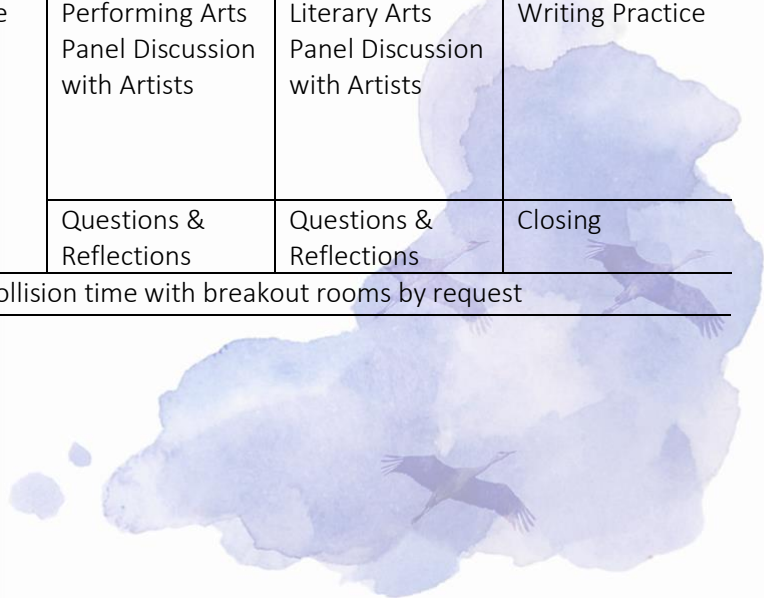 Performing Arts
Panel Discussion
with Artists
Literary Arts
Panel Discussion
with Artists
Writing Practice
Questions &
Reflections
Questions &
Reflections
Closing
time with breakout rooms by request